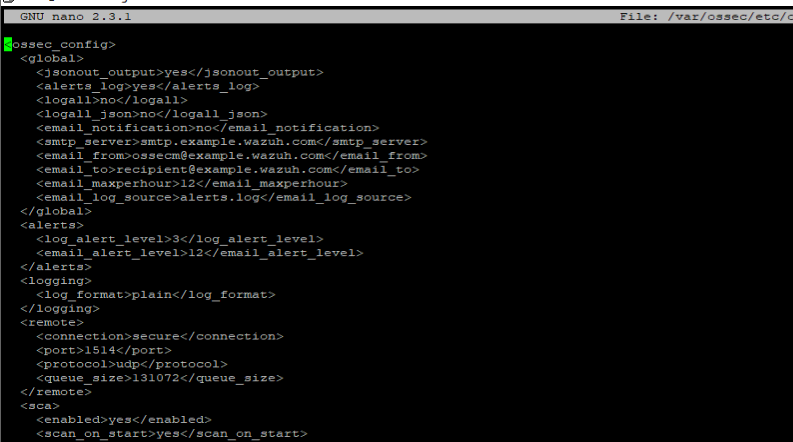 GNU nano 2.3.1 File: /var/ossec/etc/
<ossec_config>
<global>
<jsonout_output>yes</jsonout_output>
<alerts_log>yes</alerts_log>
<logall>no</logall>
<logall_json>no</logall_json>
<email_notification>no</email_notification>
<smtp_server>smtp.example.wazuh.com</smtp_server>
<email_from>ossecm@example.wazuh.com</email_from>
<email_to>recipient@example.wazuh.com</email_to>
<email_maxperhour>12</email_maxperhour>
<email_log_source>alerts.log</email_log_source>
</global>
<alerts>
<log_alert_level>3</log_alert_level>
<email_alert_level>12</email_alert_level>
</alerts>
<logging>
<log_format>plain</log_format>
</logging>
<remote>
<connection>secure</connection>
<port>1514</port>
<protocol>udp</protocol>
<queue_size>131072</queue_size>
</remote>
<sca>
<enabled>yes</enabled>
<scan_on_start>yes</scan_on_start>